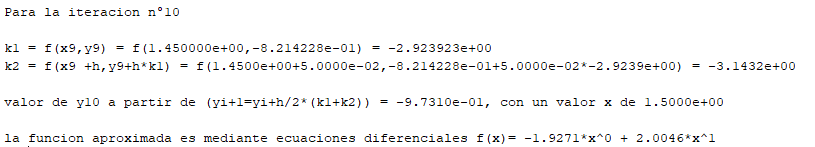 Para la iteracion n°10
k1 = f(x9,y9) = f(1.450000e+00,-8.214228e-01) = -2.923923e+00
k2 = f(x9 +h,y9+h*k1) = f(1.4500e+00+5.0000e-02,-8.214228e-01+5.0000e-02*-2.9239e+00) = -3.1432e+00
valor de y10 a partir de (yi+1=yi+h/2*(k1+k2)) = -9.7310e-01, con un valor x de 1.5000e+00
la funcion aproximada es mediante ecuaciones diferenciales f(x)= -1.9271*x^0 + 2.0046*x^1